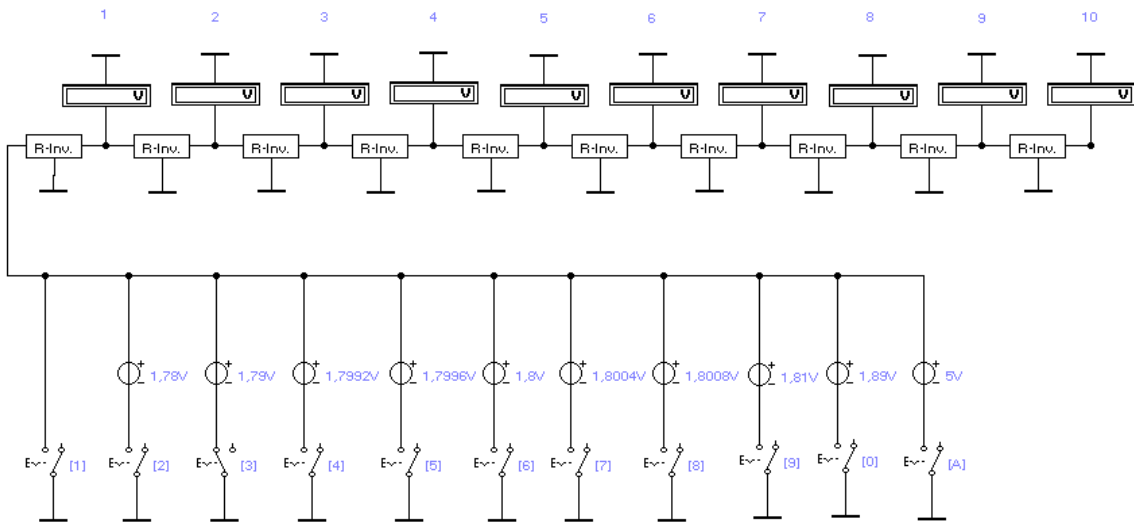 1 2 3 4 5 6 7 8 9 10
V V V V V V V V V V
R-Inv. R-Inv. R-Inv. R-Inv. R-Inv. R-Inv. R-Inv. R-Inv. R-Inv. R-Inv.
+ + + + + + + + + +
1,78V 1,79V 1,7992V 1,7996V 1,8V 1,8004V 1,8008V 1,81V 1,89V 5V
- - - - - - - - - -
[1] [2] [3] [4] [5] [6] [7] [8] [9] [0] [A]